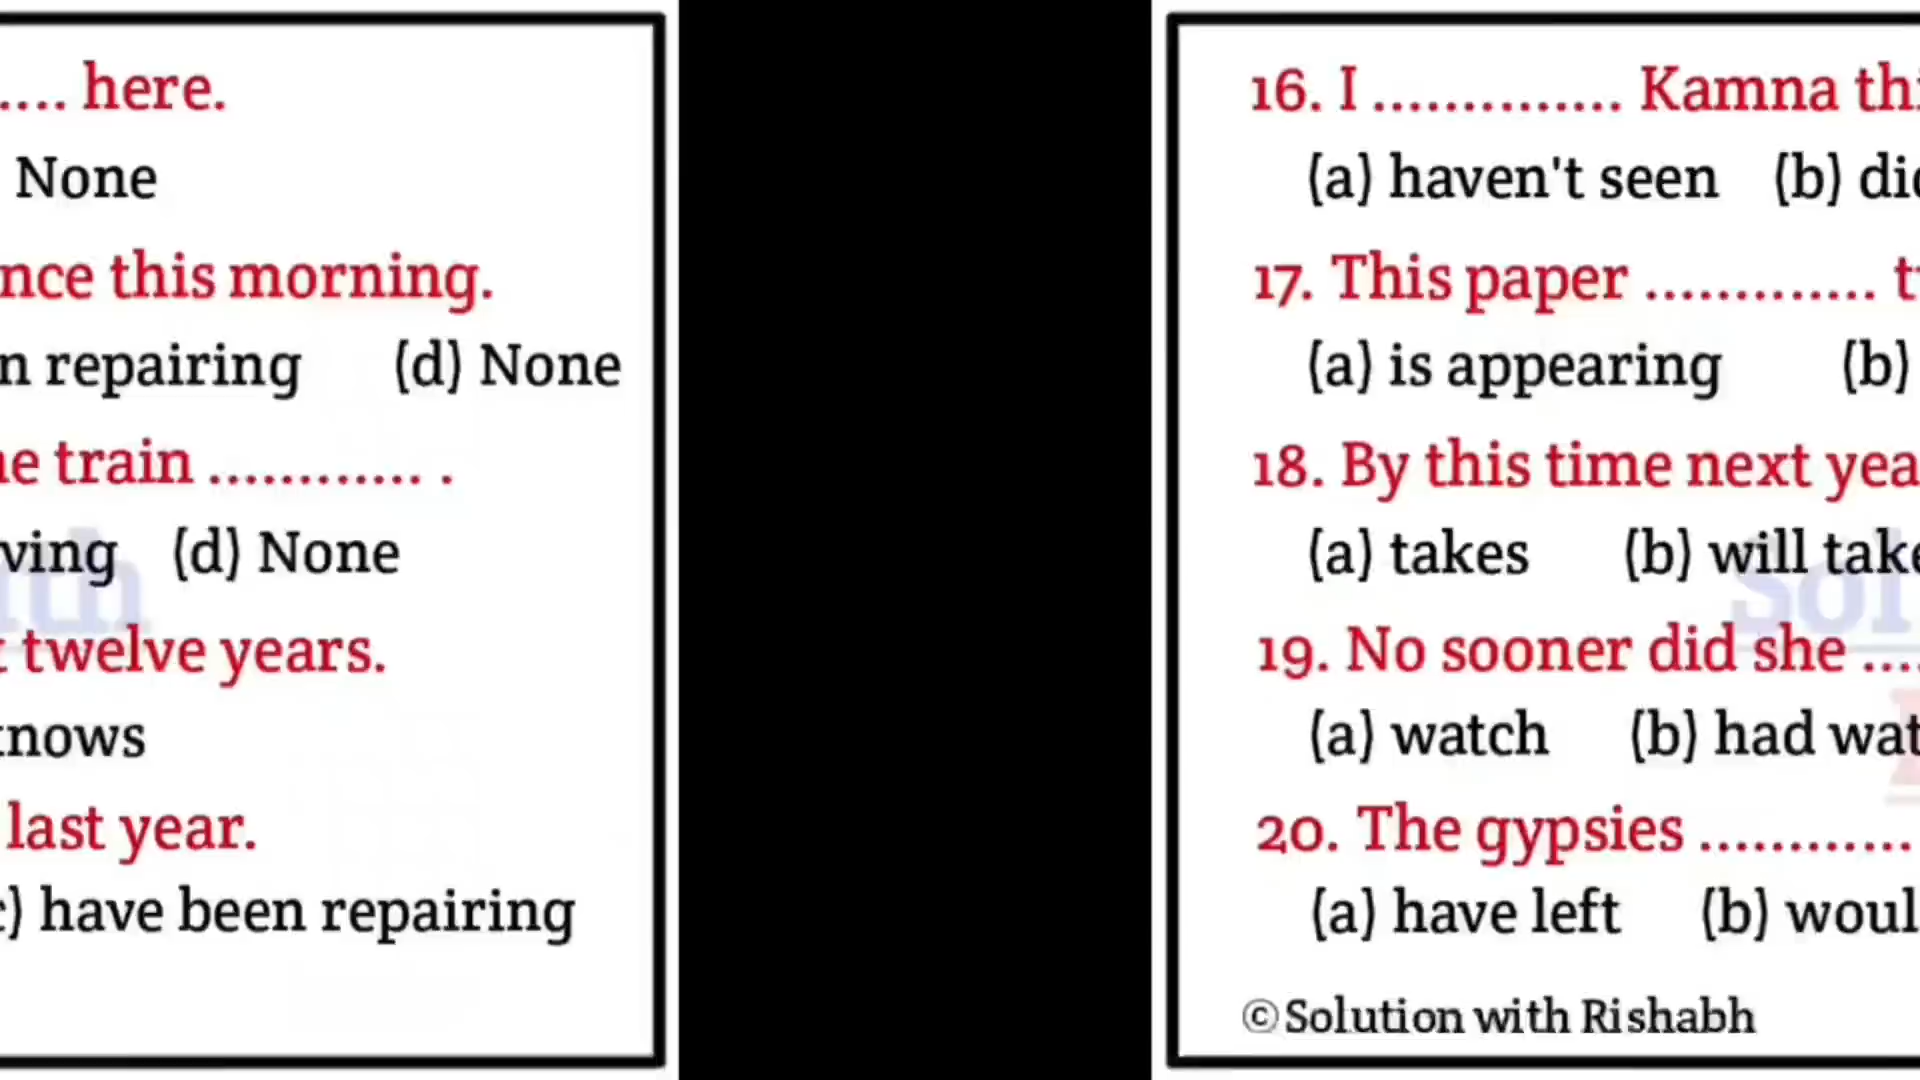 .... here.
None
nce this morning.
n repairing (d) None
e train ............ .
ving (d) None
twelve years.
nows
last year.
) have been repairing
16. I .............. Kamna thi
(a) haven't seen (b) did
17. This paper ............. t
(a) is appearing (b)
18. By this time next yea
(a) takes (b) will take
19. No sooner did she ....
(a) watch (b) had wat
20. The gypsies ............
(a) have left (b) woul
©Solution with Rishabh